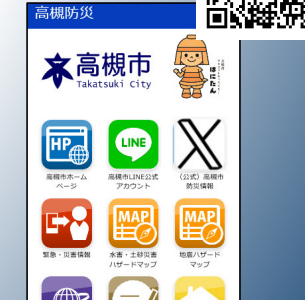 高槻防災
高槻市
Takatsuki City
はにたん
HP
LINE
高槻市ホーム
ページ
高槻市LINE公式
アカウント
(公式)高槻市
防災情報
MAP
MAP
緊急・災害情報
水害・土砂災害
ハザードマップ
地震ハザード
マップ